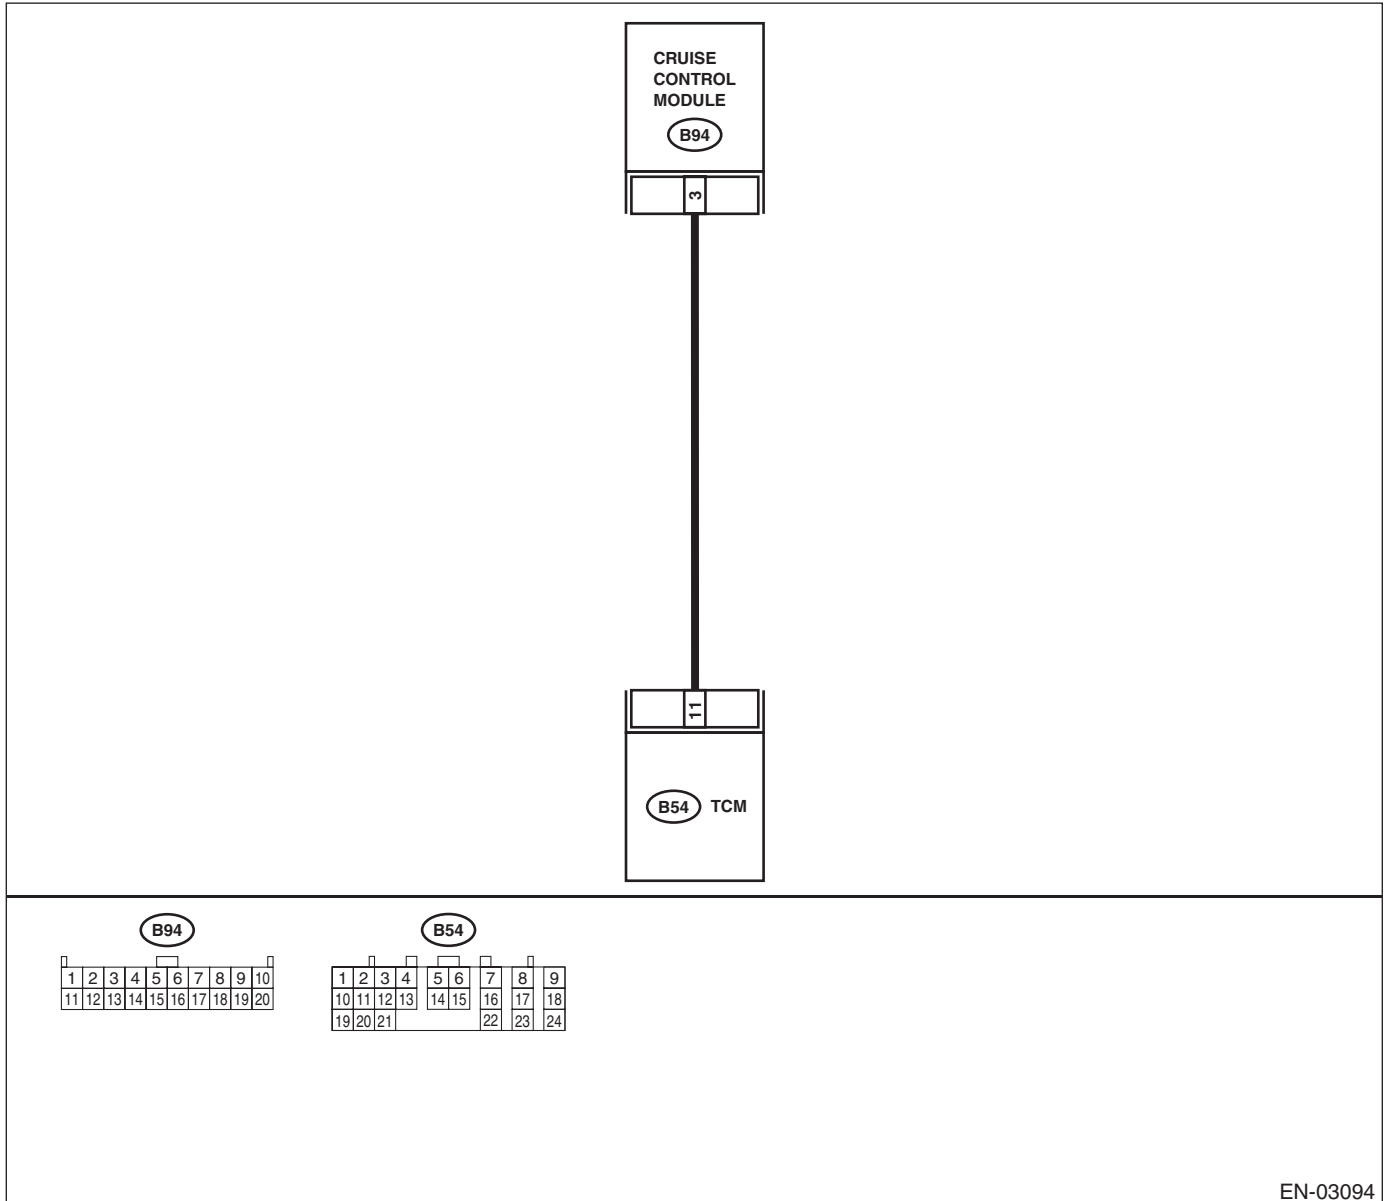 CRUISE
CONTROL
MODULE
B94
3
11
B54 TCM
B94
1 2 3 4 5 6 7 8 9 10
11 12 13 14 15 16 17 18 19 20
B54
1 2 3 4 5 6 7 8 9
10 11 12 13 14 15 16 17 18
19 20 21 22 23 24
EN-03094